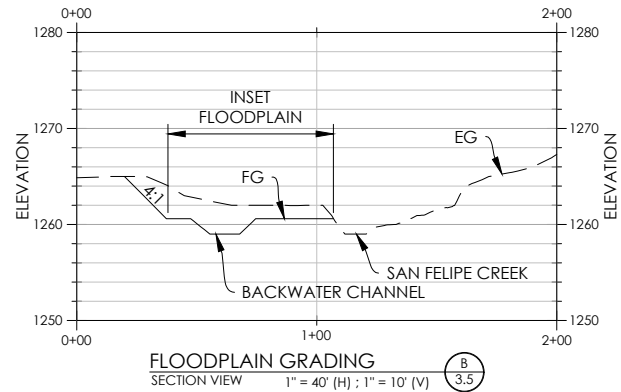 0+00
2+00
1280
1280
INSET
FLOODPLAIN
1270
1270
EG
ELEVATION
ELEVATION
FG
4:1
1260
1260
SAN FELIPE CREEK
BACKWATER CHANNEL
1250
1250
0+00
1+00
2+00
FLOODPLAIN GRADING
B
SECTION VIEW
1" = 40' (H) ; 1" = 10' (V)
3.5